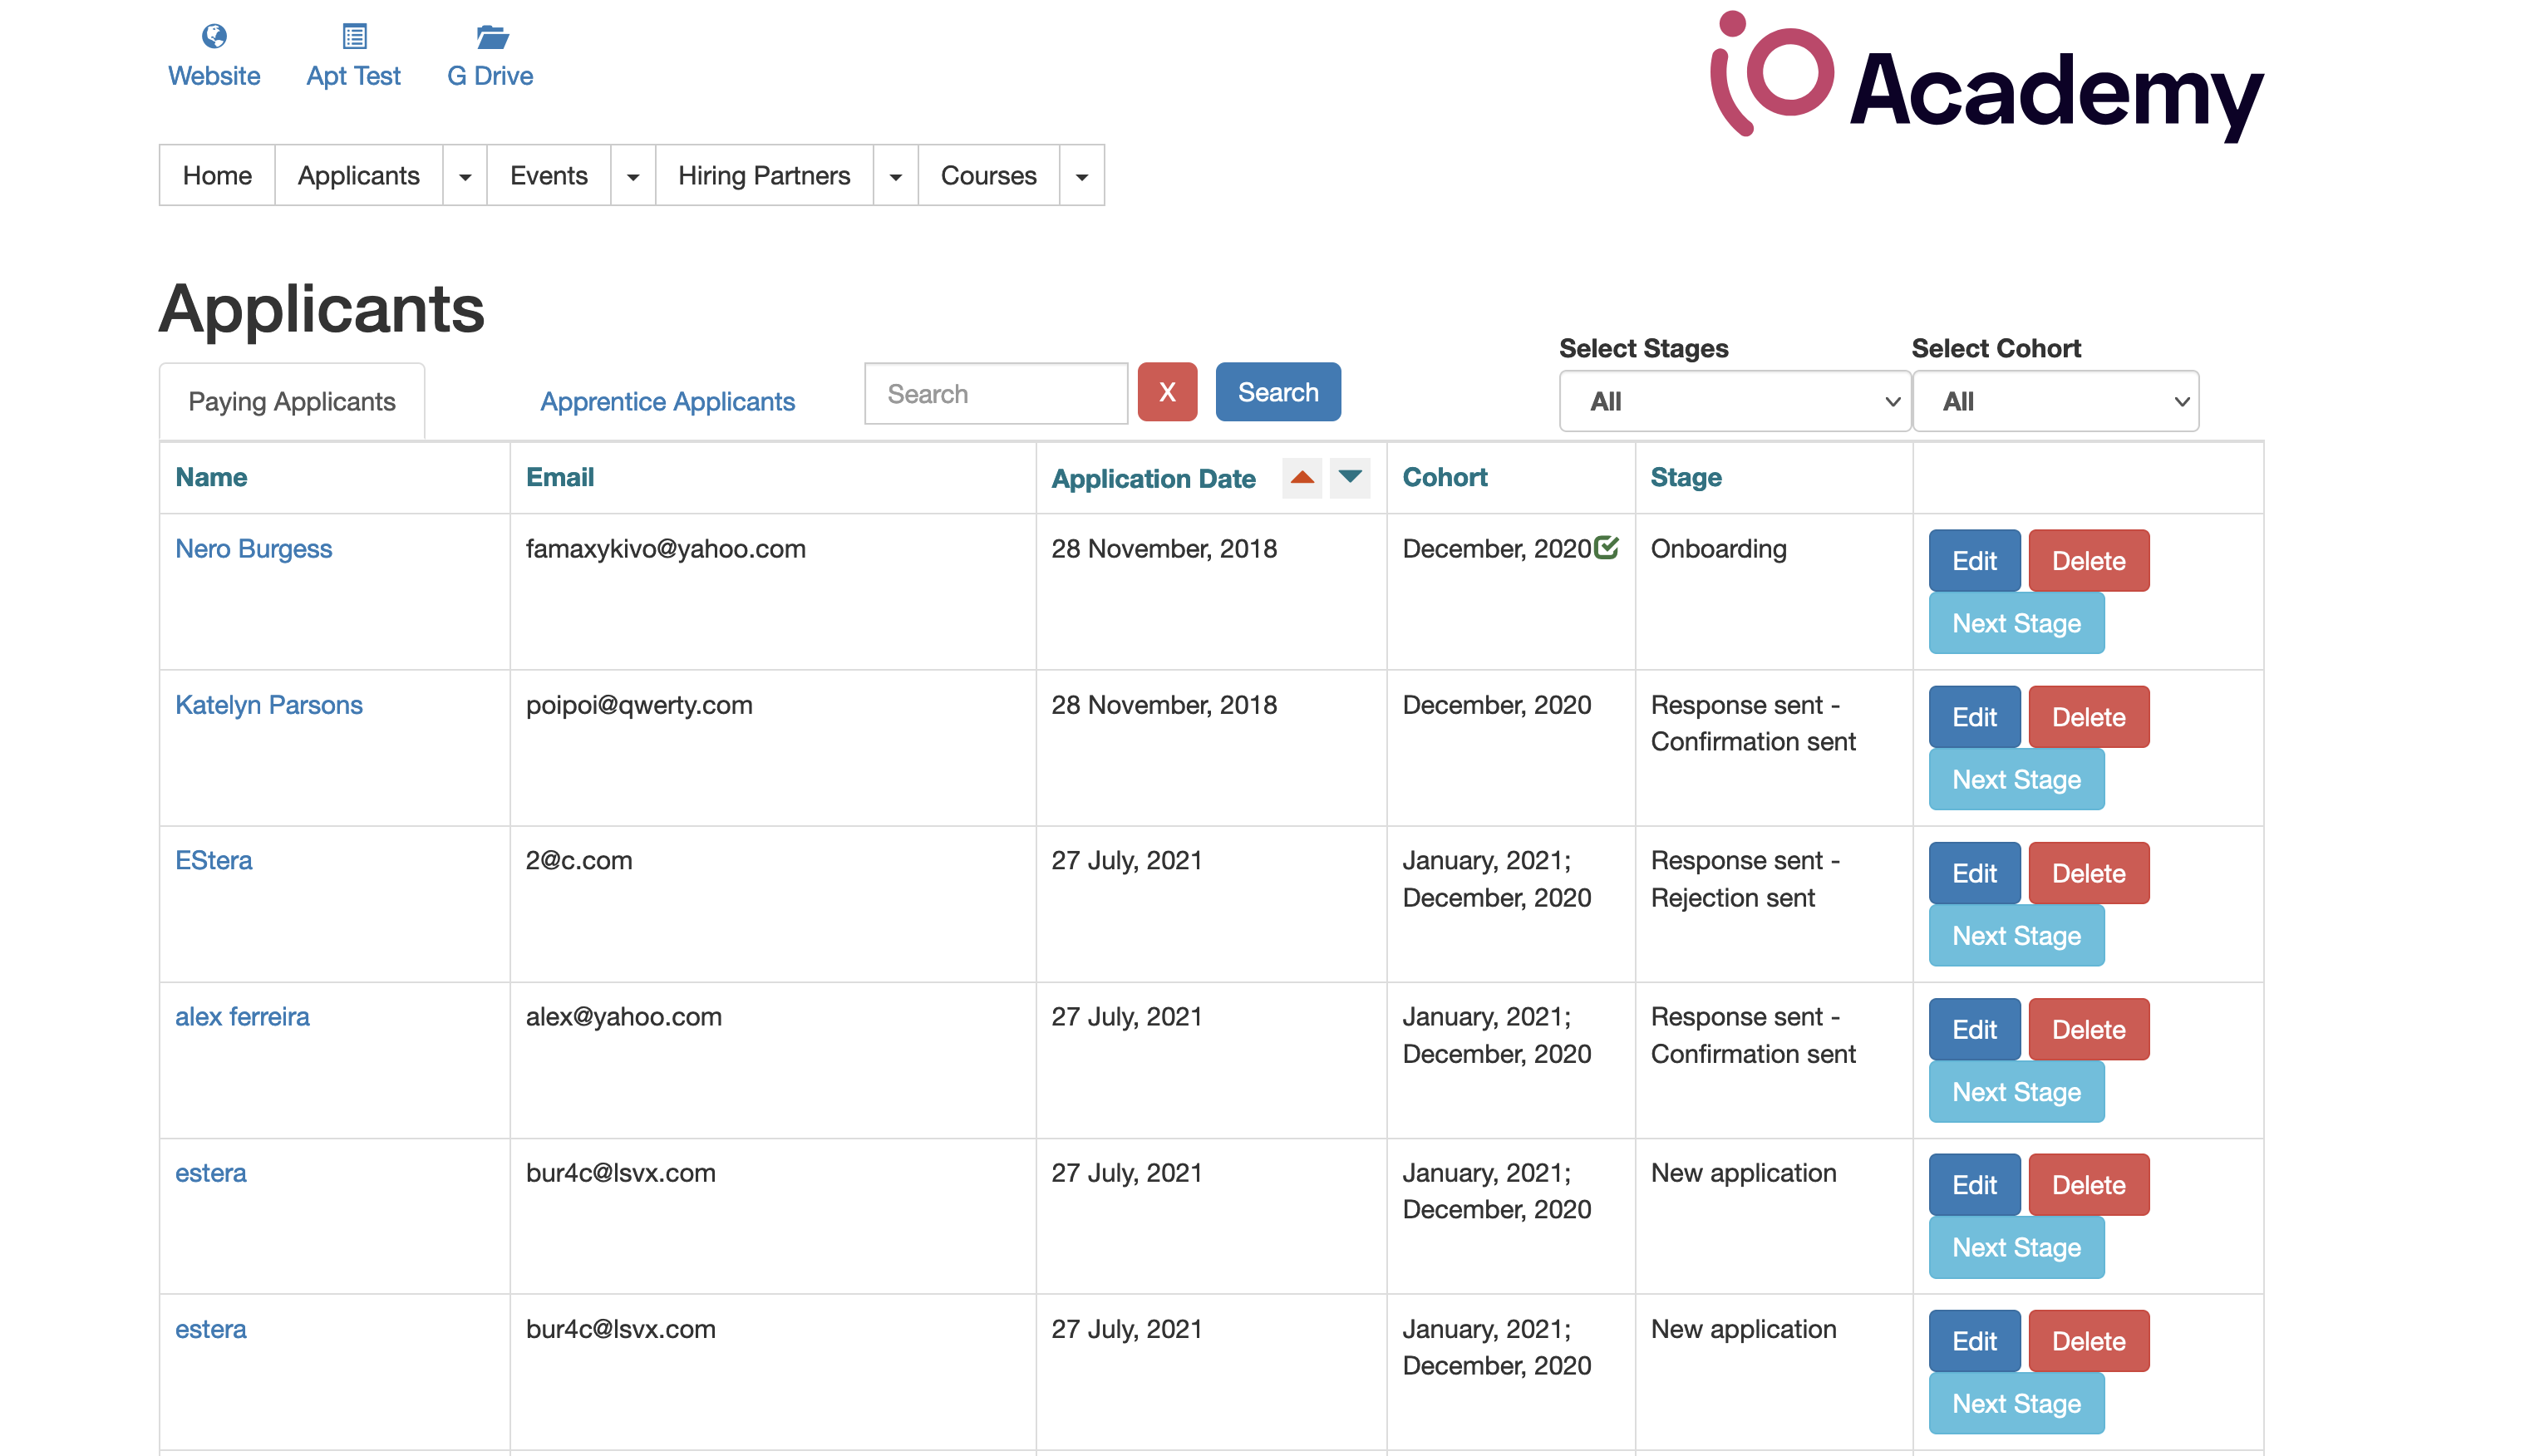 Website Apt Test G Drive
iO Academy
Home Applicants Events Hiring Partners Courses
Applicants
Select Stages Select Cohort
Paying Applicants Apprentice Applicants Search X Search All All
Name Email Application Date Cohort Stage
Nero Burgess famaxykivo@yahoo.com 28 November, 2018 December, 2020 Onboarding Edit Delete
Next Stage
Katelyn Parsons poipoi@qwerty.com 28 November, 2018 December, 2020 Response sent - Edit Delete
Confirmation sent
Next Stage
EStera 2@c.com 27 July, 2021 January, 2021; Response sent - Edit Delete
December, 2020 Rejection sent
Next Stage
alex ferreira alex@yahoo.com 27 July, 2021 January, 2021; Response sent - Edit Delete
December, 2020 Confirmation sent
Next Stage
estera bur4c@lsvx.com 27 July, 2021 January, 2021; New application Edit Delete
December, 2020
Next Stage
estera bur4c@lsvx.com 27 July, 2021 January, 2021; New application Edit Delete
December, 2020
Next Stage